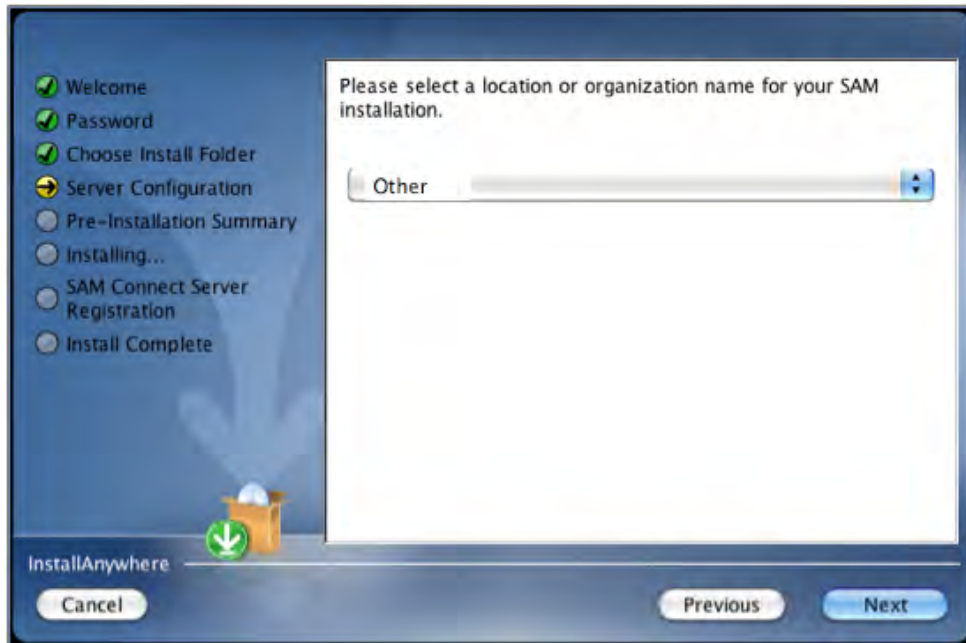 Welcome
Password
Choose Install Folder
Server Configuration
Pre-Installation Summary
Installing...
SAM Connect Server
Registration
Install Complete
Please select a location or organization name for your SAM
installation.
Other
InstallAnywhere
Cancel
Previous
Next